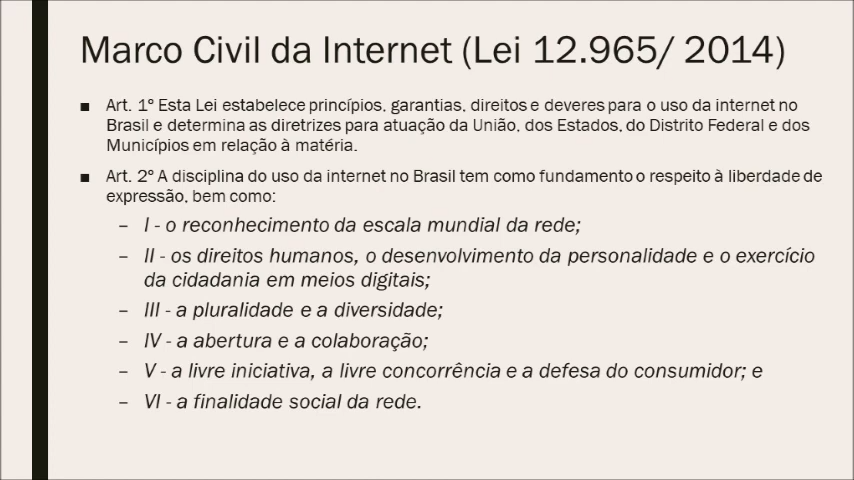 Marco Civil da Internet (Lei 12.965/ 2014)
■ Art. 1º Esta Lei estabelece princípios, garantias, direitos e deveres para o uso da internet no
Brasil e determina as diretrizes para atuação da União, dos Estados, do Distrito Federal e dos
Municípios em relação à matéria.
■ Art. 2º A disciplina do uso da internet no Brasil tem como fundamento o respeito à liberdade de
expressão, bem como:
– I - o reconhecimento da escala mundial da rede;
– II - os direitos humanos, o desenvolvimento da personalidade e o exercício
da cidadania em meios digitais;
– III - a pluralidade e a diversidade;
– IV - a abertura e a colaboração;
– V - a livre iniciativa, a livre concorrência e a defesa do consumidor; e
– VI - a finalidade social da rede.